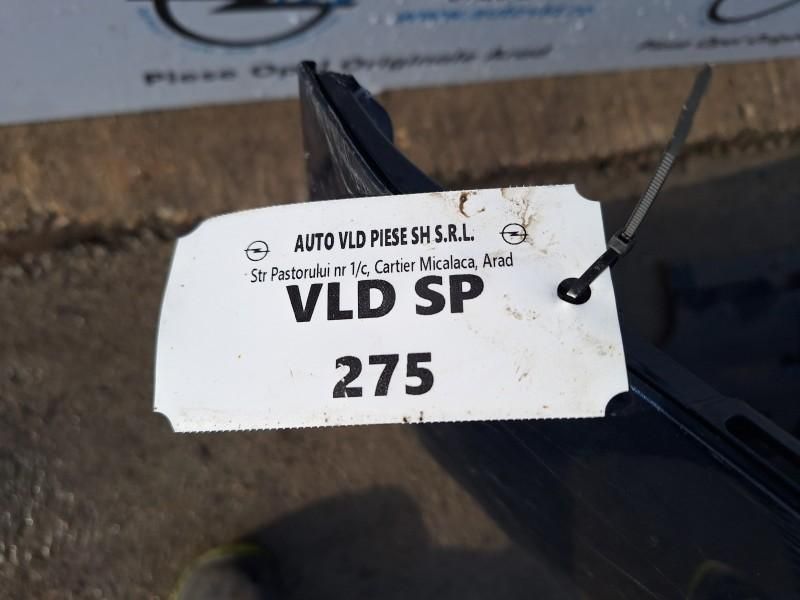 Piese Opel Originale Arad
AUTO VLD PIESE SH S.R.L.
Str Pastorului nr 1/c, Cartier Micalaca, Arad
VLD SP
275